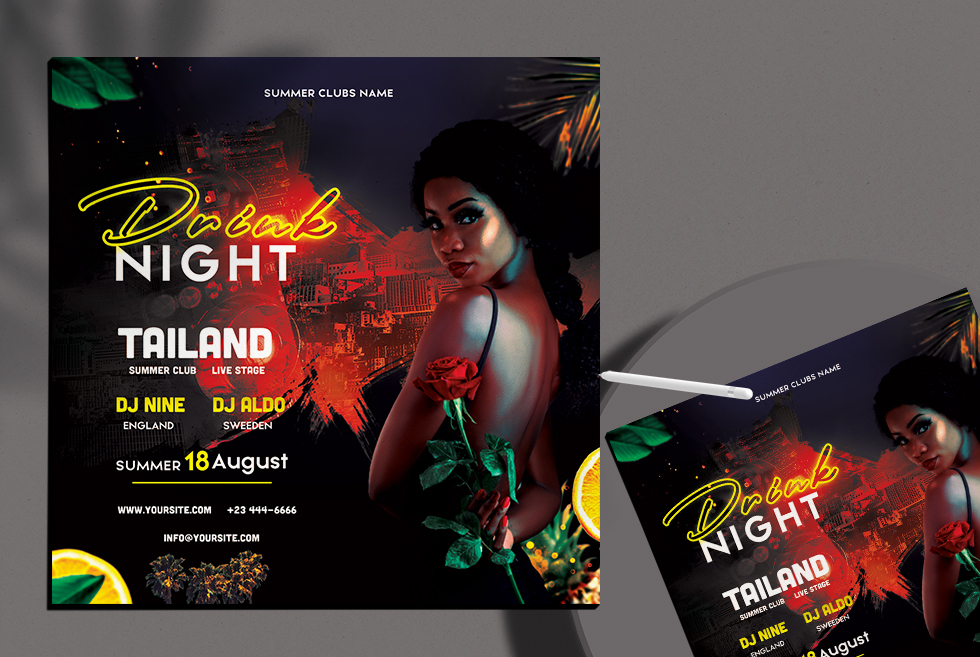 SUMMER CLUBS NAME
Drink
NIGHT
TAILAND
SUMMER CLUB LIVE STAGE
DJ NINE DJ ALDO
ENGLAND SWEEDEN
SUMMER 18 August
WWW.YOURSITE.COM +23 444-6666
INFO@YOURSITE.COM
SUMMER CLUBS NAME
Drink
NIGHT
TAILAND
SUMMER CLUB LIVE STAGE
DJ NINE DJ ALDO
ENGLAND SWEEDEN
18 August